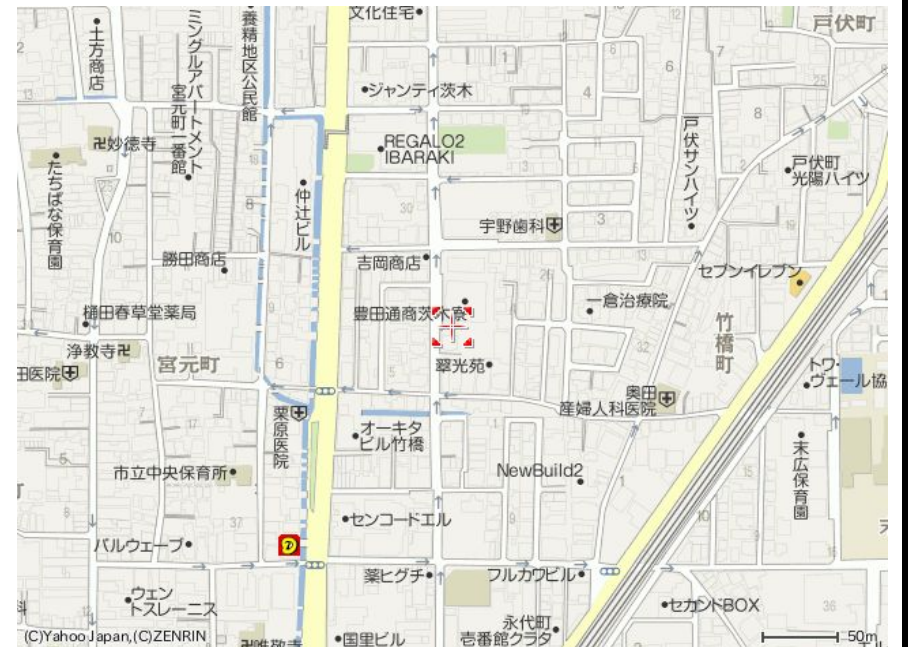 文化住宅
戸伏町
土方商店
ミングルアパートメント
室元町一番館
養精地区公民館
ジャンティ茨木
妙徳寺
REGALO2
IBARAKI
たちばな保育園
仲辻ビル
戸伏サンハイツ
戸伏町
光陽ハイツ
宇野歯科
勝田商店
吉岡商店
セブンイレブン
樋田春草堂薬局
豊田通商茨木寮
一倉治療院
浄教寺
宮元町
竹橋町
田医院
翠光苑
トワ・
ヴェール協
栗原医院
奥田
産婦人科医院
オーキタ
ビル竹橋
市立中央保育所
NewBuild2
末広保育園
センコードエル
パルウェーブ
薬ヒグチ
フルカワビル
ウェン
トスレーニス
セカンドBOX
永代町
壱番館クラタ
国里ビル
唯敬寺
(C)Yahoo Japan,(C)ZENRIN
50m